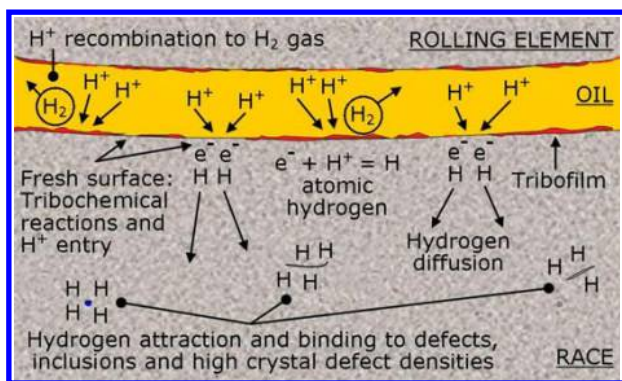 H+ recombination to H2 gas
ROLLING ELEMENT
H+ H+ H+ H+ H+ H+ H+ H+
OIL
H2 H+ H+ H2
e- e-
H H
e- + H+ = H
atomic
hydrogen
e- e-
H H
Tribofilm
Fresh surface:
Tribochemical
reactions and
H+ entry
Hydrogen
diffusion
H H
H H
H H
H H
H
H
H
Hydrogen attraction and binding to defects,
inclusions and high crystal defect densities
RACE